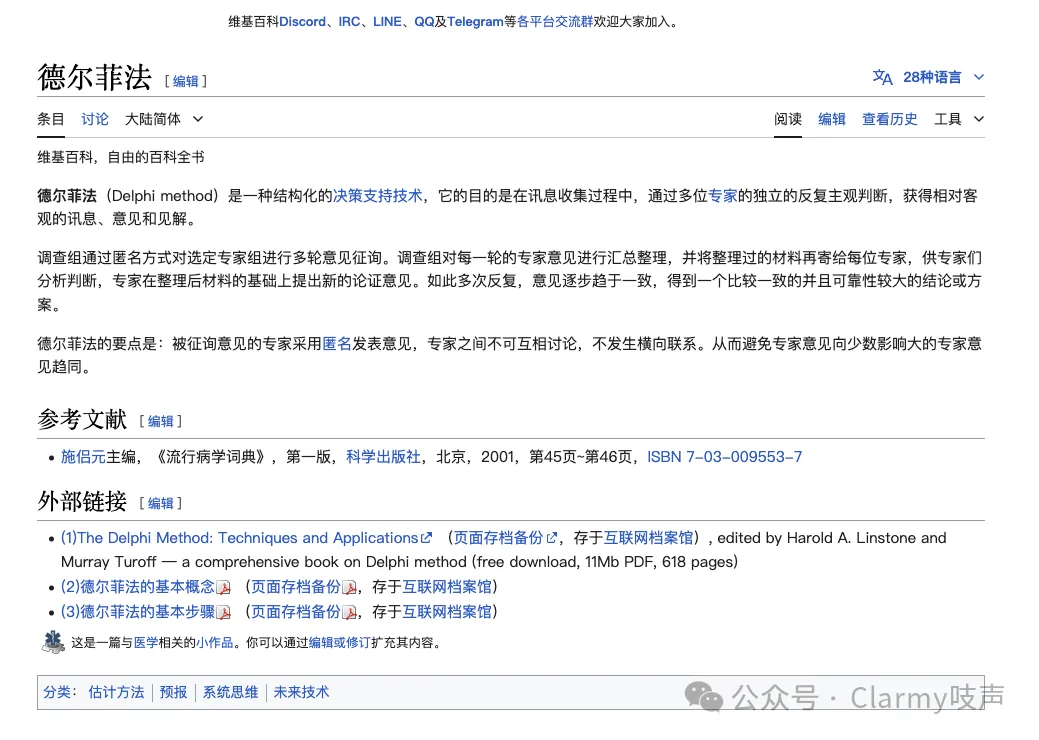 维基百科Discord、IRC、LINE、QQ及Telegram等各平台交流群欢迎大家加入。
德尔菲法 [ 编辑 ]
28种语言
条目 讨论 大陆简体
阅读 编辑 查看历史 工具
维基百科，自由的百科全书
德尔菲法（Delphi method）是一种结构化的决策支持技术，它的目的是在讯息收集过程中，通过多位专家的独立的反复主观判断，获得相对客
观的讯息、意见和见解。
调查组通过匿名方式对选定专家组进行多轮意见征询。调查组对每一轮的专家意见进行汇总整理，并将整理过的材料再寄给每位专家，供专家们
分析判断，专家在整理后材料的基础上提出新的论证意见。如此多次反复，意见逐步趋于一致，得到一个比较一致的并且可靠性较大的结论或方
案。
德尔菲法的要点是：被征询意见的专家采用匿名发表意见，专家之间不可互相讨论，不发生横向联系。从而避免专家意见向少数影响大的专家意
见趋同。
参考文献 [ 编辑 ]
• 施侣元主编，《流行病学词典》，第一版，科学出版社，北京，2001，第45页~第46页，ISBN 7-03-009553-7
外部链接 [ 编辑 ]
• (1)The Delphi Method: Techniques and Applications （页面存档备份，存于互联网档案馆）, edited by Harold A. Linstone and
Murray Turoff — a comprehensive book on Delphi method (free download, 11Mb PDF, 618 pages)
• (2)德尔菲法的基本概念 （页面存档备份，存于互联网档案馆）
• (3)德尔菲法的基本步骤 （页面存档备份，存于互联网档案馆）
这是一篇与医学相关的小作品。你可以通过编辑或修订扩充其内容。
分类： 估计方法 | 预报 | 系统思维 | 未来技术
公众号 · Clarmy吱声